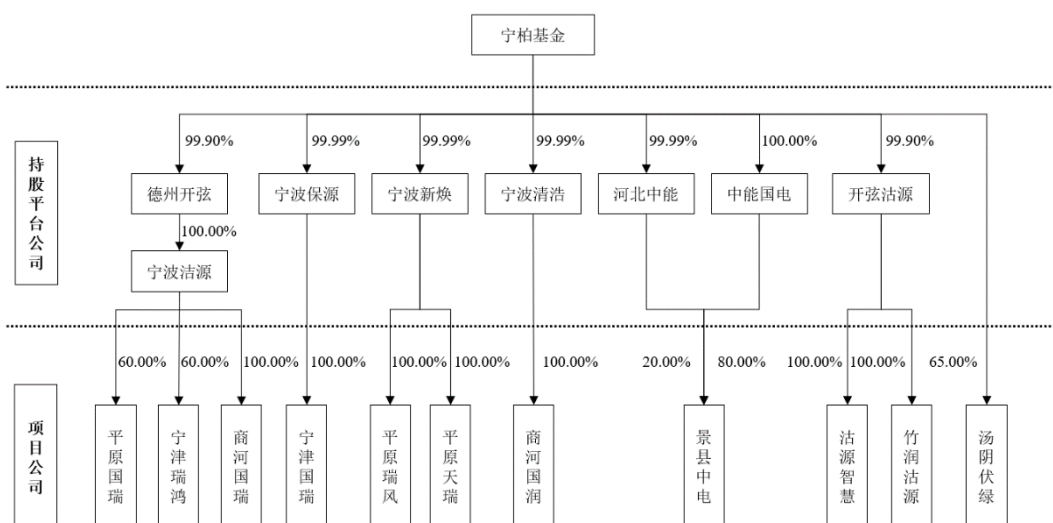 宁柏基金
99.90%
99.99%
99.99%
99.99%
99.99%
100.00%
99.90%
持股平台公司
德州开弦
宁波保源
宁波新焕
宁波清浩
河北中能
中能国电
开弦沽源
100.00%
宁波洁源
60.00%
60.00%
100.00%
100.00%
100.00%
100.00%
100.00%
20.00%
80.00%
100.00%
100.00%
65.00%
项目公司
平原国瑞
宁津瑞鸿
商河国瑞
宁津国瑞
平原瑞风
平原天瑞
商河国润
景县中电
沽源智慧
竹润沽源
汤阴伏绿